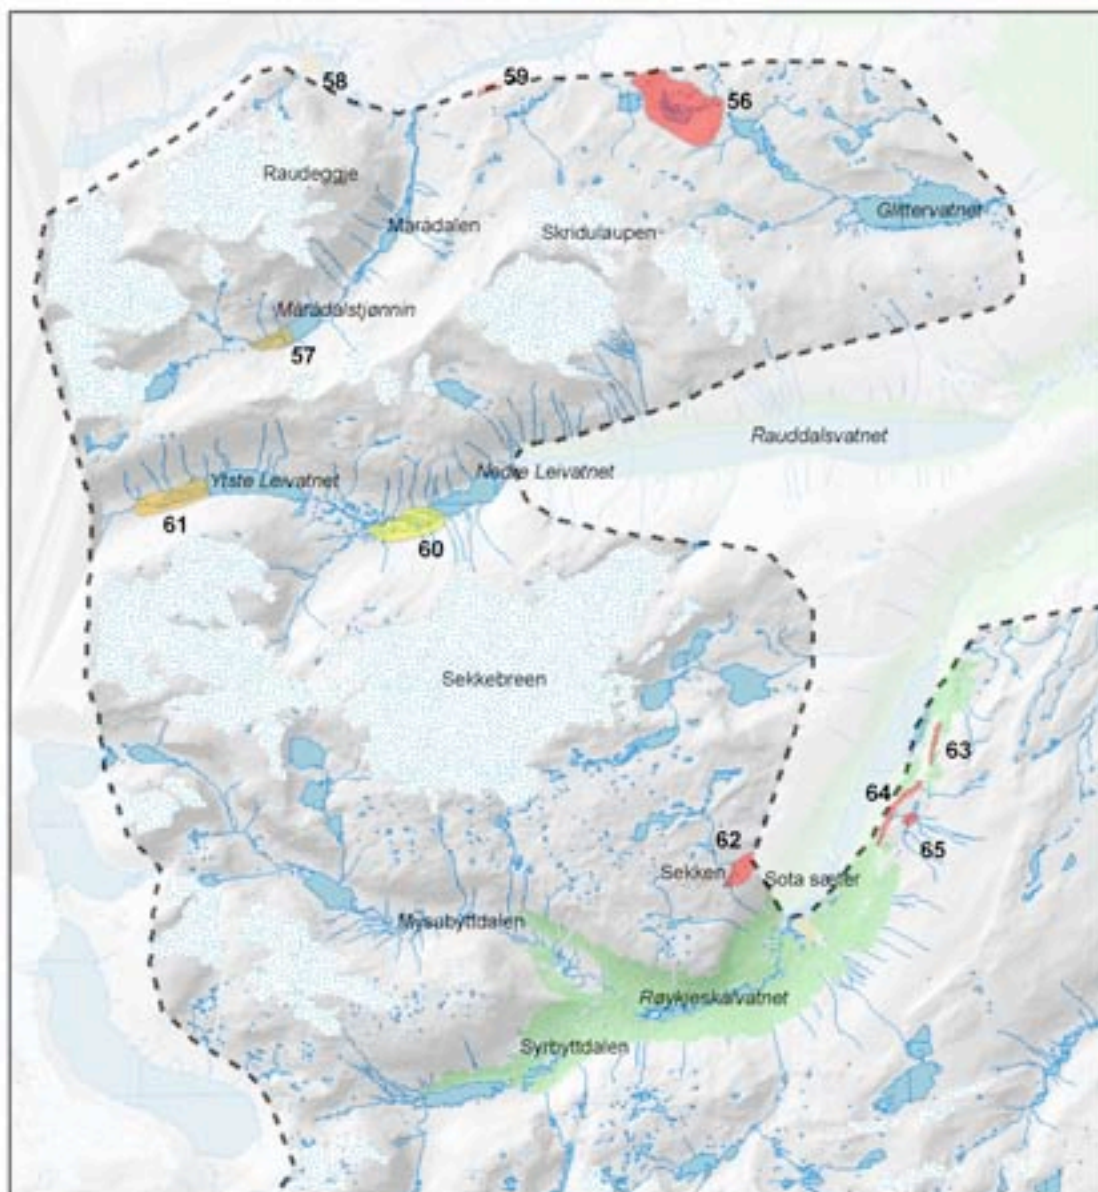 58
59
56
Raudeggje
Glittervatnet
Maradalen
Skridulaupen
Maradalstjønnin
57
Rauddalsvatnet
Nedre Leivatnet
Ytste Leivatnet
61
60
Sekkebreen
63
64
62
65
Sekken
Sota sæter
Mysubyttdalen
Røykjeskalvatnet
Syrbyttdalen